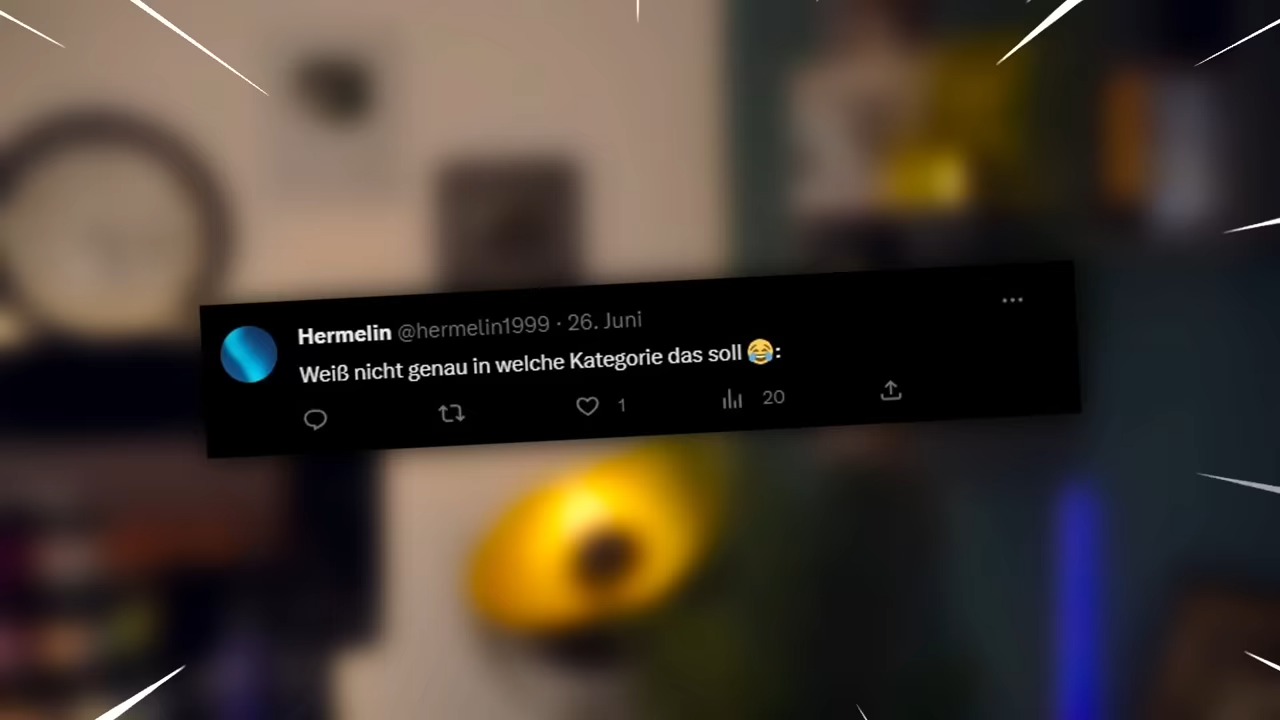 Hermelin @hermelin1999 · 26. Juni
Weiß nicht genau in welche Kategorie das soll 😂:
1 20